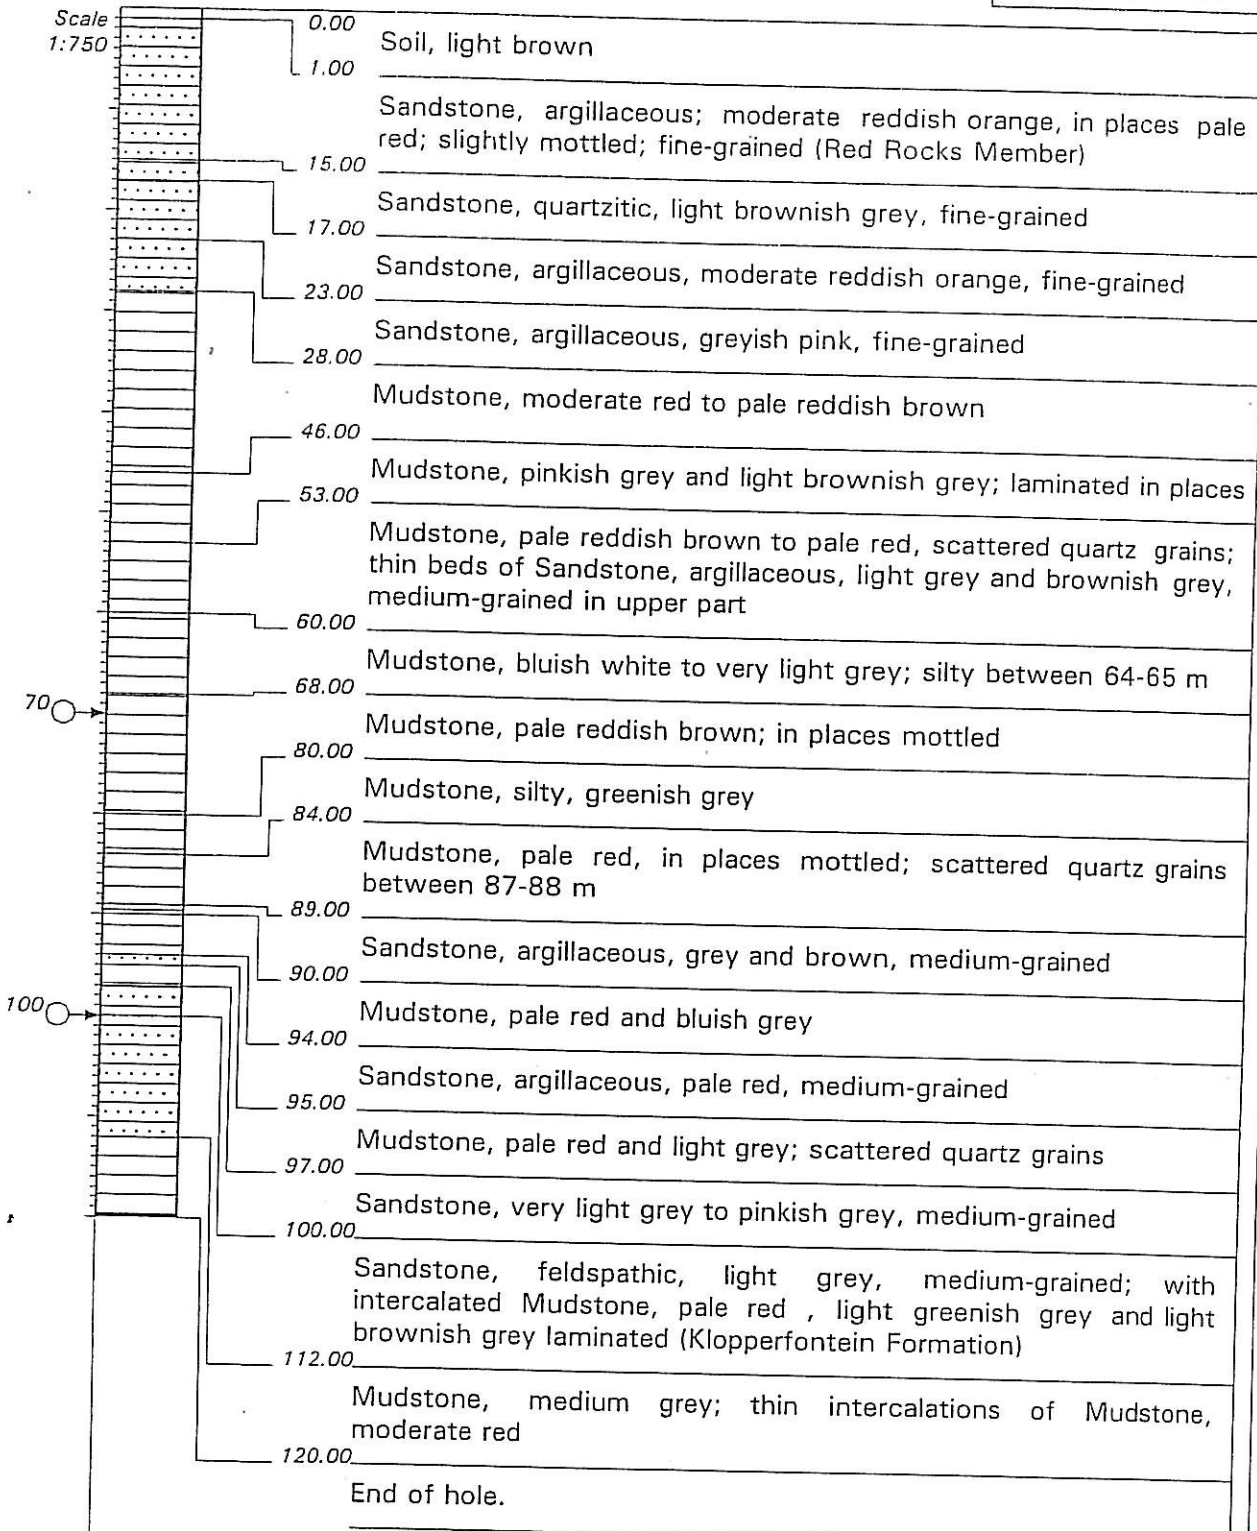 Scale
1:750
0.00
Soil, light brown
1.00
Sandstone, argillaceous; moderate reddish orange, in places pale
red; slightly mottled; fine-grained (Red Rocks Member)
15.00
Sandstone, quartzitic, light brownish grey, fine-grained
17.00
Sandstone, argillaceous, moderate reddish orange, fine-grained
23.00
Sandstone, argillaceous, greyish pink, fine-grained
28.00
Mudstone, moderate red to pale reddish brown
46.00
Mudstone, pinkish grey and light brownish grey; laminated in places
53.00
Mudstone, pale reddish brown to pale red, scattered quartz grains;
thin beds of Sandstone, argillaceous, light grey and brownish grey,
medium-grained in upper part
60.00
Mudstone, bluish white to very light grey; silty between 64-65 m
68.00
70
Mudstone, pale reddish brown; in places mottled
80.00
Mudstone, silty, greenish grey
84.00
Mudstone, pale red, in places mottled; scattered quartz grains
between 87-88 m
89.00
Sandstone, argillaceous, grey and brown, medium-grained
90.00
100
Mudstone, pale red and bluish grey
94.00
Sandstone, argillaceous, pale red, medium-grained
95.00
Mudstone, pale red and light grey; scattered quartz grains
97.00
Sandstone, very light grey to pinkish grey, medium-grained
100.00
Sandstone, feldspathic, light grey, medium-grained; with
intercalated Mudstone, pale red , light greenish grey and light
brownish grey laminated (Klopperfontein Formation)
112.00
Mudstone, medium grey; thin intercalations of Mudstone,
moderate red
120.00
End of hole.